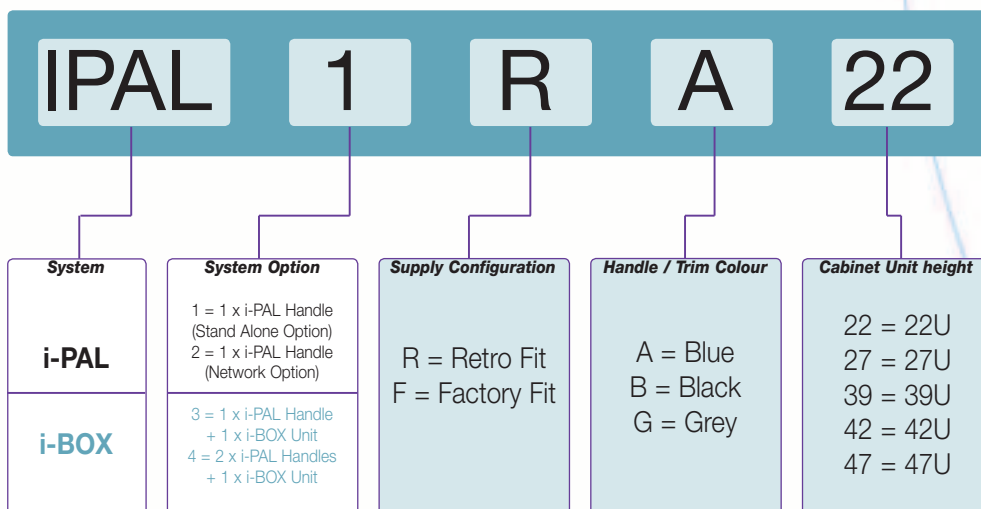 IPAL 1 R A 22
System
i-PAL
i-BOX
System Option
1 = 1 x i-PAL Handle
(Stand Alone Option)
2 = 1 x i-PAL Handle
(Network Option)
3 = 1 x i-PAL Handle
+ 1 x i-BOX Unit
4 = 2 x i-PAL Handles
+ 1 x i-BOX Unit
Supply Configuration
R = Retro Fit
F = Factory Fit
Handle / Trim Colour
A = Blue
B = Black
G = Grey
Cabinet Unit height
22 = 22U
27 = 27U
39 = 39U
42 = 42U
47 = 47U